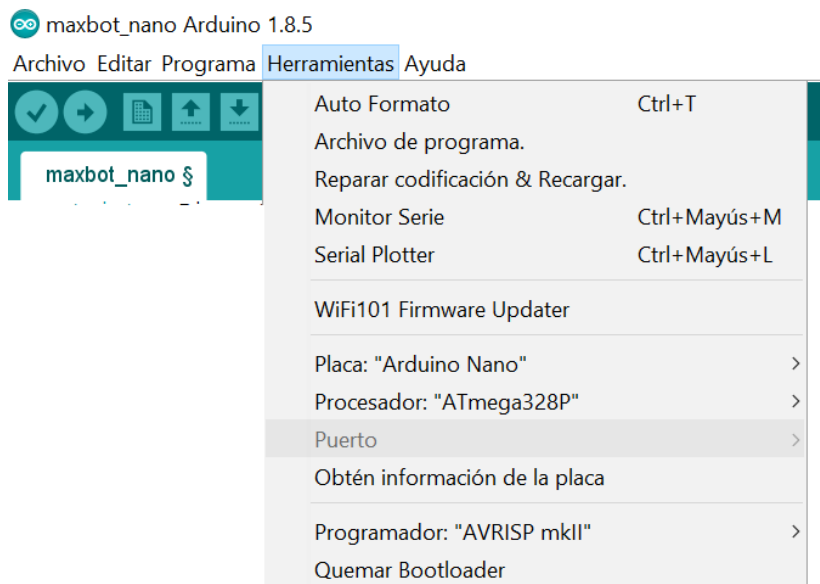 maxbot_nano Arduino 1.8.5
Archivo Editar Programa Herramientas Ayuda
maxbot_nano §
Auto Formato Ctrl+T
Archivo de programa.
Reparar codificación & Recargar.
Monitor Serie Ctrl+Mayús+M
Serial Plotter Ctrl+Mayús+L
WiFi101 Firmware Updater
Placa: "Arduino Nano"
Procesador: "ATmega328P"
Puerto
Obtén información de la placa
Programador: "AVRISP mkII"
Quemar Bootloader